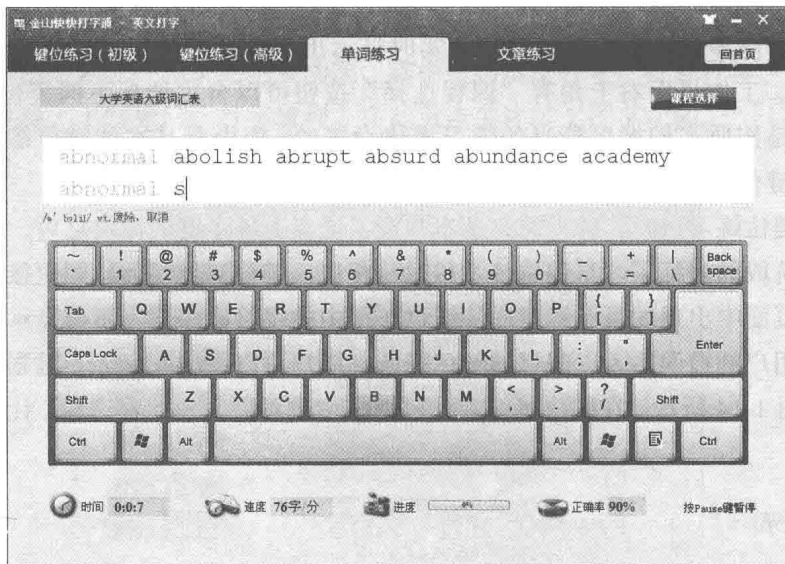 金山快快打字通 - 英文打字
键位练习（初级） 键位练习（高级） 单词练习 文章练习 回首页
大学英语六级词汇表 课程选择
abnormal abolish abrupt absurd abundance academy
abnormal s
vt.废除、取消
~ ` ! 1 @ 2 # 3 $ 4 % 5 ^ 6 & 7 * 8 ( 9 ) 0 _ - + = | \ Back space
Tab Q W E R T Y U I O P { [ } ] Enter
Caps Lock A S D F G H J K L : ; " ,
Shift Z X C V B N M < , > . ? / Shift
Ctrl Alt Alt Ctrl
时间 0:0:7 速度 76字/分 进度 正确率 90% 按Pause键暂停